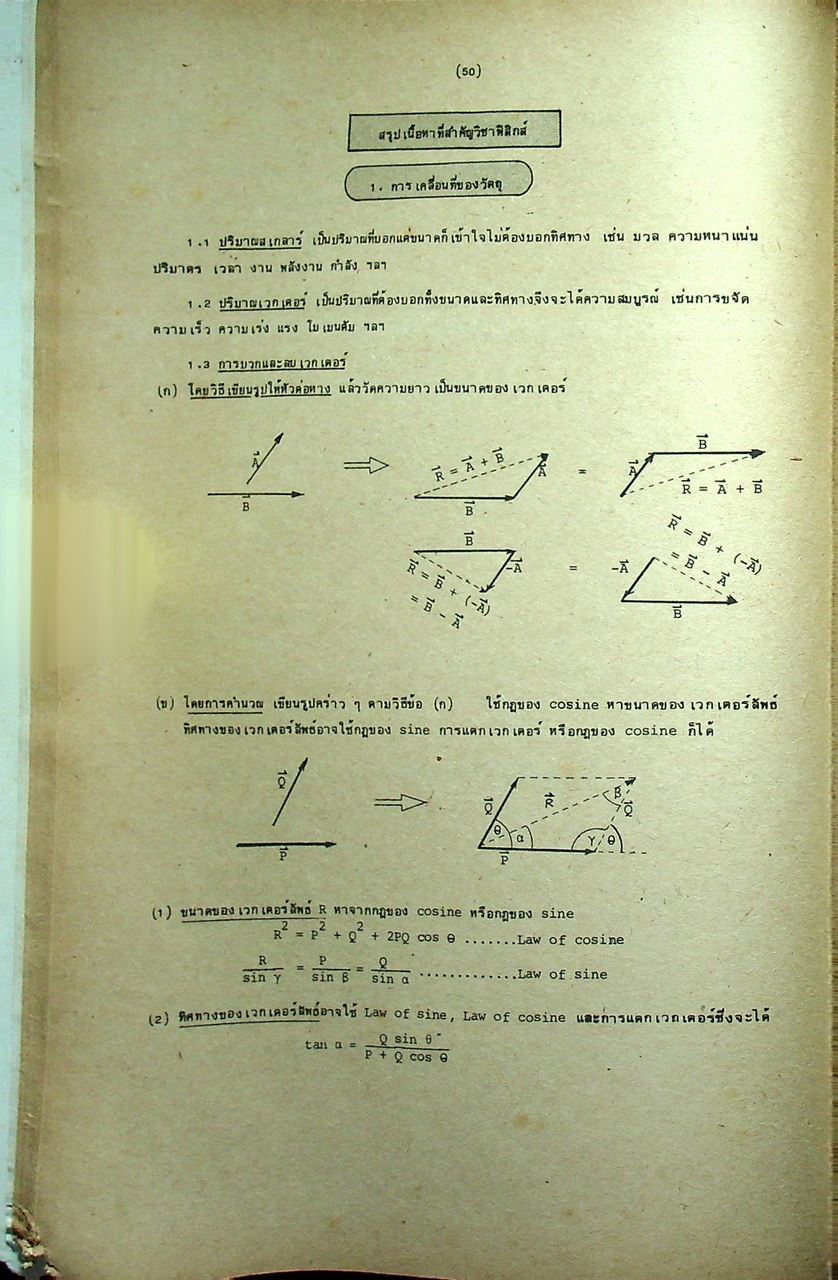 (50)
สรุปเนื้อหาที่สำคัญวิชาฟิสิกส์
1. การเคลื่อนที่ของวัตถุ
1.1 ปริมาณสเกลาร์ เป็นปริมาณที่บอกแต่ขนาดก็เข้าใจไม่ต้องบอกทิศทาง เช่น มวล ความหนาแน่น
ปริมาตร เวลา งาน พลังงาน กำลัง ฯลฯ
1.2 ปริมาณเวกเตอร์ เป็นปริมาณที่ต้องบอกทั้งขนาดและทิศทางจึงจะได้ความสมบูรณ์ เช่นการขจัด
ความเร็ว ความเร่ง แรง โมเมนตัม ฯลฯ
1.3 การบวกและลบเวกเตอร์
(ก) โดยวิธีเขียนรูปให้หัวต่อหาง แล้ววัดความยาวเป็นขนาดของเวกเตอร์
A⃗
B⃗
R⃗ = A⃗ + B⃗
A⃗
B⃗
=
B⃗
A⃗
R⃗ = A⃗ + B⃗
B⃗
-A⃗
R⃗ = B⃗ + (-A⃗)
= B⃗ - A⃗
=
-A⃗
R⃗ = B⃗ + (-A⃗)
= B⃗ - A⃗
B⃗
(ข) โดยการคำนวณ เขียนรูปคร่าว ๆ ตามวิธีข้อ (ก) ใช้กฎของ cosine หาขนาดของเวกเตอร์ลัพธ์
ทิศทางของเวกเตอร์ลัพธ์อาจใช้กฎของ sine การแตกเวกเตอร์ หรือกฎของ cosine ก็ได้
Q⃗
P⃗
Q⃗
R⃗
β
Q⃗
θ
α
γ
θ
P⃗
(1) ขนาดของเวกเตอร์ลัพธ์ R หาจากกฎของ cosine หรือกฎของ sine
R² = P² + Q² + 2PQ cos θ .......Law of cosine
R/sin γ = P/sin β = Q/sin α .............Law of sine
(2) ทิศทางของเวกเตอร์ลัพธ์อาจใช้ Law of sine, Law of cosine และการแตกเวกเตอร์ซึ่งจะได้
tan α = Q sin θ / P + Q cos θ